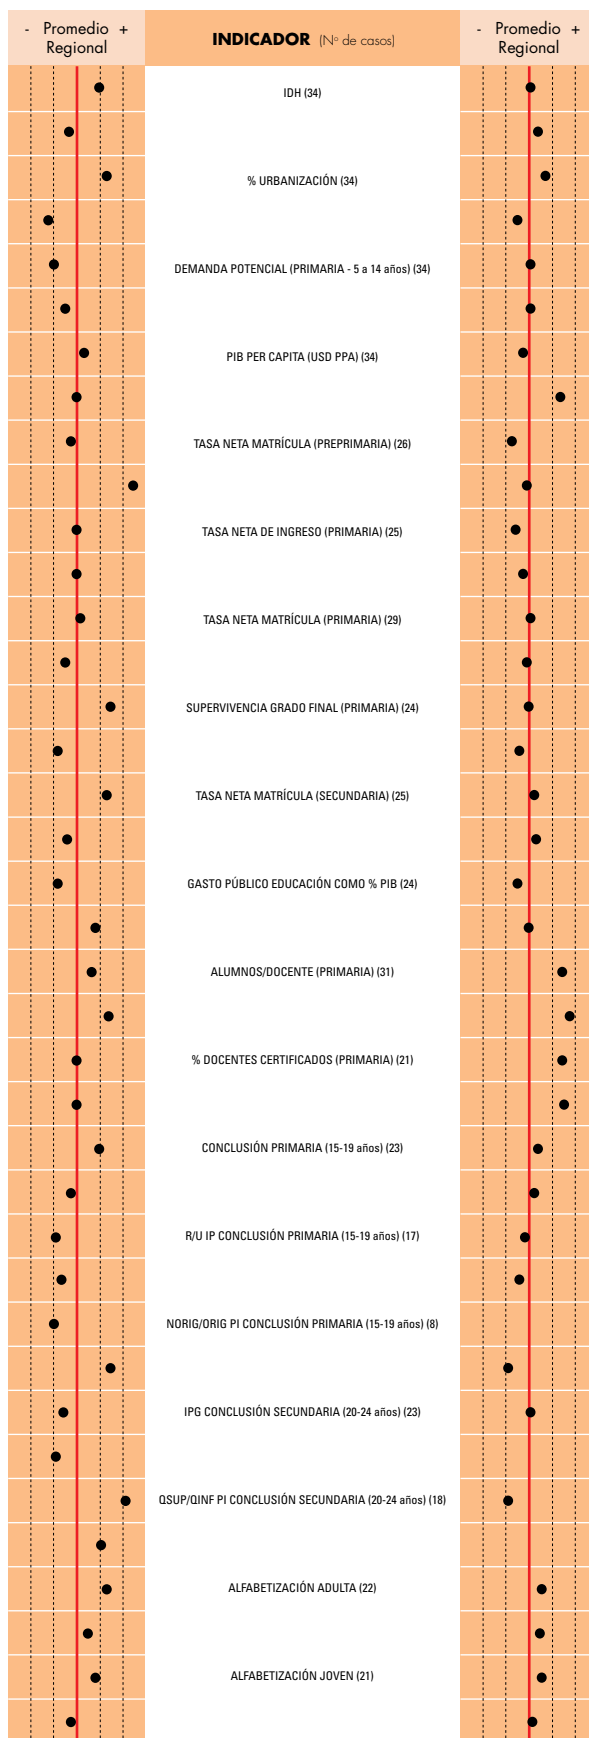 - Promedio +
Regional
INDICADOR (Nº de casos)
- Promedio +
Regional
IDH (34)
% URBANIZACIÓN (34)
DEMANDA POTENCIAL (PRIMARIA - 5 a 14 años) (34)
PIB PER CAPITA (USD PPA) (34)
TASA NETA MATRÍCULA (PREPRIMARIA) (26)
TASA NETA DE INGRESO (PRIMARIA) (25)
TASA NETA MATRÍCULA (PRIMARIA) (29)
SUPERVIVENCIA GRADO FINAL (PRIMARIA) (24)
TASA NETA MATRÍCULA (SECUNDARIA) (25)
GASTO PÚBLICO EDUCACIÓN COMO % PIB (24)
ALUMNOS/DOCENTE (PRIMARIA) (31)
% DOCENTES CERTIFICADOS (PRIMARIA) (21)
CONCLUSIÓN PRIMARIA (15-19 años) (23)
R/U IP CONCLUSIÓN PRIMARIA (15-19 años) (17)
NORIG/ORIG PI CONCLUSIÓN PRIMARIA (15-19 años) (8)
IPG CONCLUSIÓN SECUNDARIA (20-24 años) (23)
QSUP/QINF PI CONCLUSIÓN SECUNDARIA (20-24 años) (18)
ALFABETIZACIÓN ADULTA (22)
ALFABETIZACIÓN JOVEN (21)